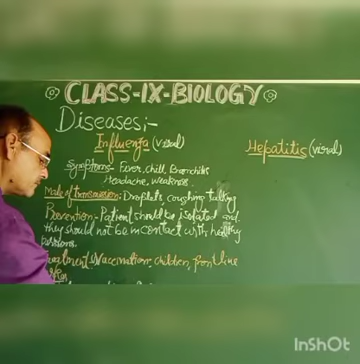 CLASS-IX-BIOLOGY
Diseases;-
Influenza (viral)
Hepatitis (viral)
Symptoms- Fever, chill, Bronchitis
Headache, weakness.
Mode of transmission: Droplets, coughing talking
Prevention- Patient should be isolated and
they should not be in contact with healthy
persons.
Vaccination, children, front line
InShOt